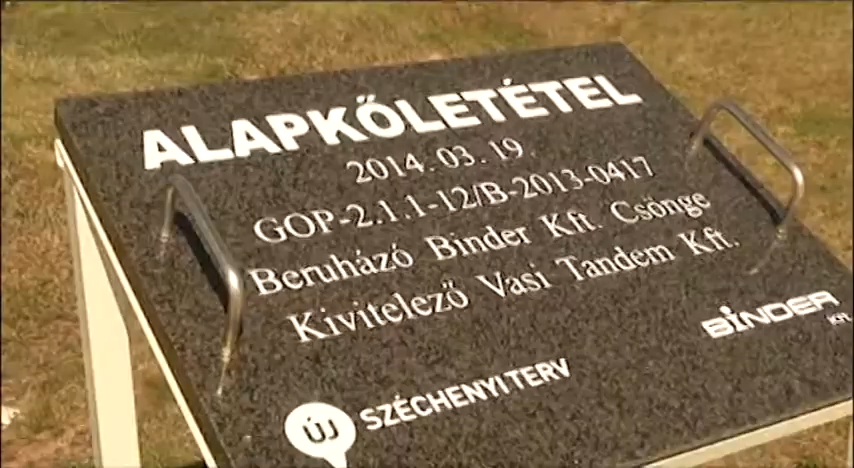 ALAPKŐLETÉTEL
2014. 03. 19.
GOP-2.1.1-12/B-2013-0417
Beruházó Binder Kft. Csönge
Kivitelező Vasi Tandem Kft.
BINDER
Kft.
ÚJ SZÉCHENYI TERV